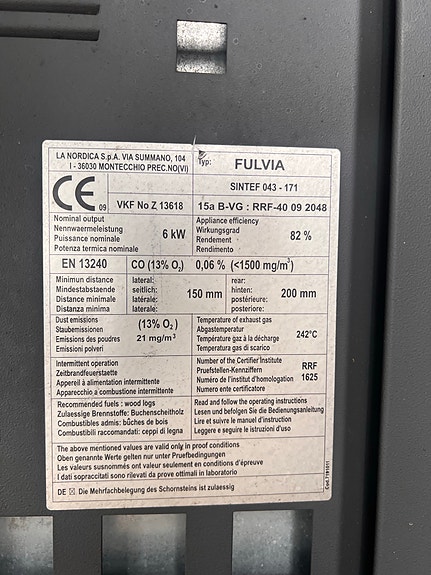 LA NORDICA S.p.A. VIA SUMMANO, 104
I - 36030 MONTECCHIO PREC.NO(VI)
Typ: FULVIA
CE 09
SINTEF 043 - 171
VKF No Z 13618
15a B-VG : RRF-40 09 2048
Nominal output
Nennwaermeleistung
Puissance nominale
Potenza termica nominale
6 kW
Appliance efficiency
Wirkungsgrad
Rendement
Rendimento
82 %
EN 13240
CO (13% O₂)
0,06 % (<1500 mg/m³)
Minimun distance
Mindestabstaende
Distance minimale
Distanza minima
lateral:
seitlich:
latérale:
laterale:
150 mm
rear:
hinten:
postérieure:
posteriore:
200 mm
Dust emissions
Staubemissionen
Emissions des poudres
Emissioni polveri
(13% O₂)
21 mg/m³
Temperature of exhaust gas
Abgastemperatur
Température gaz à la décharge
Temperatura gas di scarico
242°C
Intermittent operation
Zeitbrandfeuerstaette
Appareil à alimentation intermittente
Apparecchio a combustione intermittente
Number of the Certifier Institute
Pruefstellen-Kennziffern
Numéro de l'institut d'homologation
Numero ente certificatore
RRF
1625
Recommended fuels : wood logs
Zulaessige Brennstoffe: Buchenscheitholz
Combustibles admis: bûches de bois
Combustibili raccomandati: ceppi di legna
Read and follow the operating instructions
Lesen und befolgen Sie die Bedienungsanleitung
Lire et suivre le manuel d'instruction
Leggere e seguire le istruzioni d'uso
The above mentioned values are valid only in proof conditions
Oben genannte Werte gelten nur unter Pruefbedingungen
Les valeurs susnommés ont valeur seulement en conditions d'épreuve
I dati sopracitati sono rilevati da prove ottimali in laboratorio
DE ☒. Die Mehrfachbelegung des Schornsteins ist zulaessig